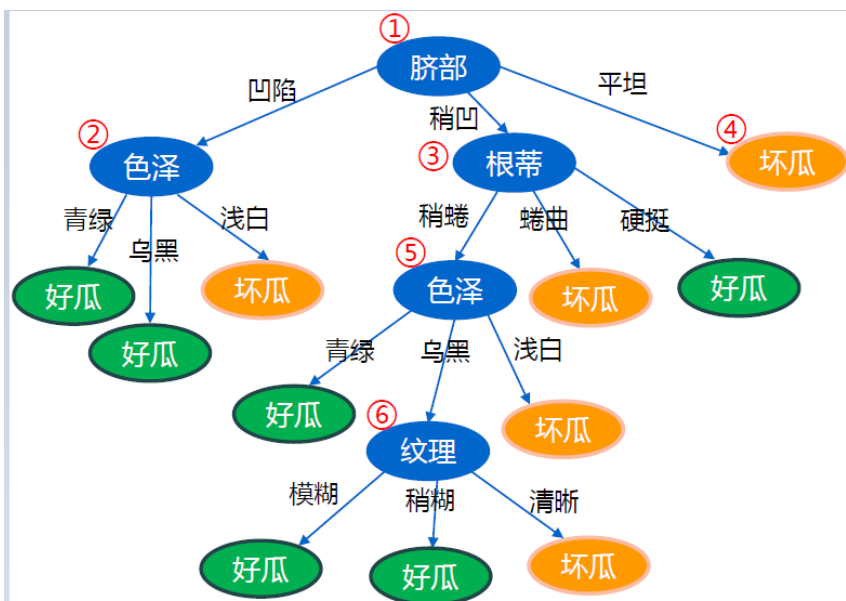 ①
脐部
凹陷
稍凹
平坦
②
色泽
③
根蒂
④
坏瓜
青绿
乌黑
浅白
稍蜷
蜷曲
硬挺
好瓜
好瓜
坏瓜
⑤
色泽
坏瓜
好瓜
青绿
乌黑
浅白
好瓜
⑥
纹理
坏瓜
模糊
稍糊
清晰
好瓜
好瓜
坏瓜